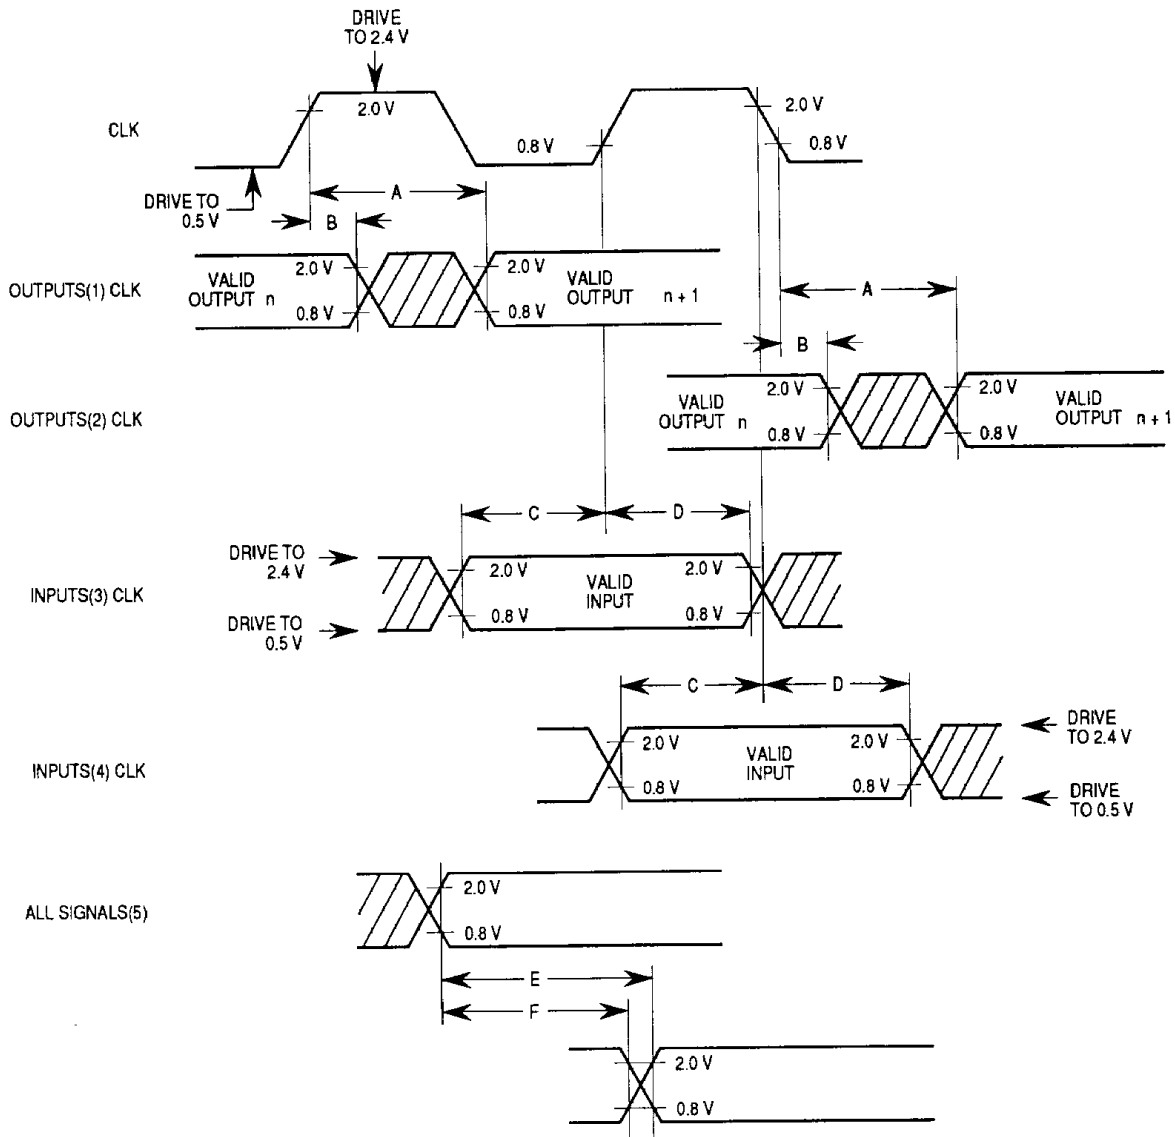 DRIVE
TO 2.4 V
CLK
2.0 V
0.8 V
2.0 V
0.8 V
DRIVE TO
0.5 V
A
B
OUTPUTS(1) CLK
VALID
OUTPUT n
2.0 V
0.8 V
2.0 V
0.8 V
VALID
OUTPUT n + 1
A
B
OUTPUTS(2) CLK
VALID
OUTPUT n
2.0 V
0.8 V
2.0 V
0.8 V
VALID
OUTPUT n + 1
C
D
INPUTS(3) CLK
DRIVE TO
2.4 V
DRIVE TO
0.5 V
2.0 V
0.8 V
VALID
INPUT
2.0 V
0.8 V
C
D
INPUTS(4) CLK
2.0 V
0.8 V
VALID
INPUT
2.0 V
0.8 V
DRIVE
TO 2.4 V
DRIVE
TO 0.5 V
ALL SIGNALS(5)
2.0 V
0.8 V
E
F
2.0 V
0.8 V